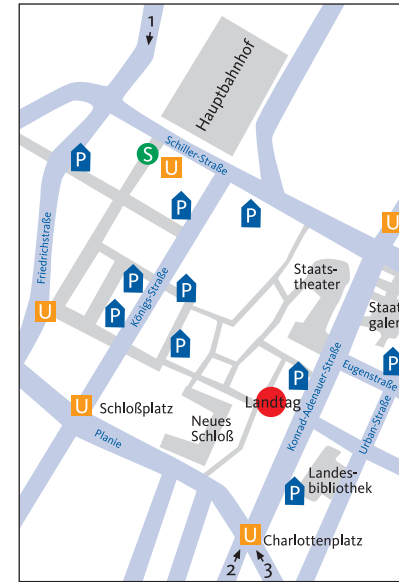 1
Hauptbahnhof
Schiller-Straße
S
U
P
P
P
U
Friedrichstraße
Königs-Straße
Staats-
theater
P
P
P
U
P
Staat
galer
Konrad-Adenauer-Straße
Eugenstraße
P
P
Landtag
U
Schloßplatz
Neues
Schloß
Planie
Urban-Straße
Landes-
bibliothek
P
U
Charlottenplatz
2
3